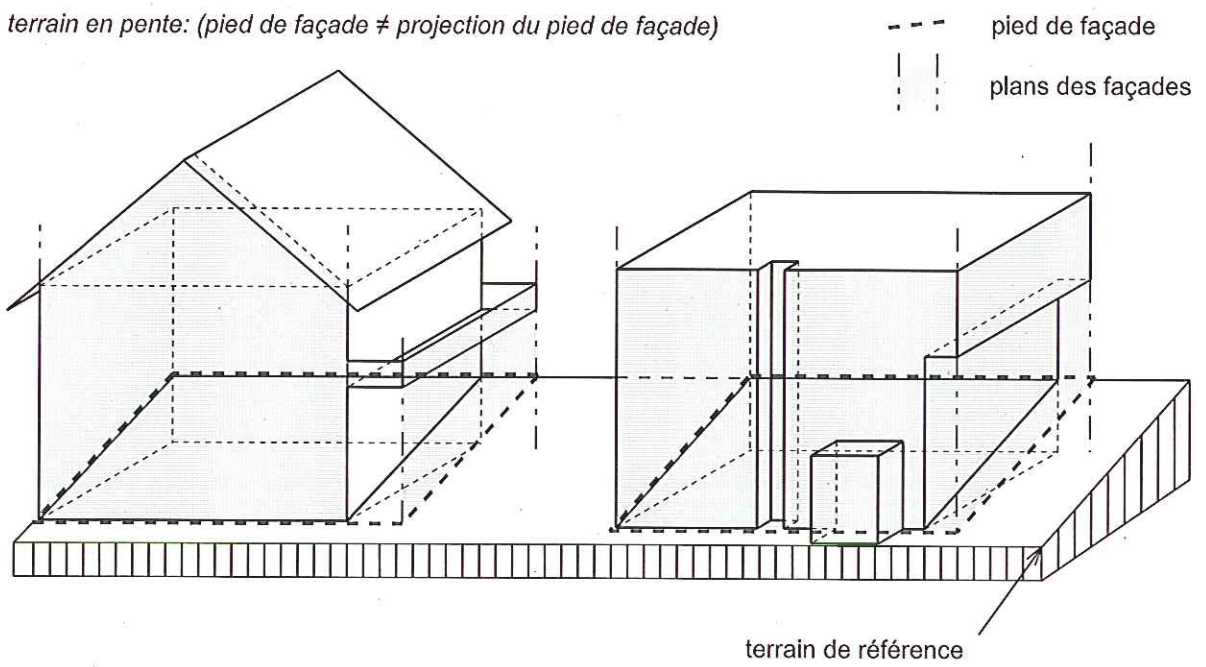 terrain en pente: (pied de façade ≠ projection du pied de façade)
pied de façade
plans des façades
terrain de référence